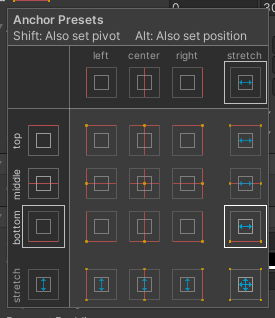 Anchor Presets
Shift: Also set pivot Alt: Also set position
left center right stretch
top
middle
bottom
stretch